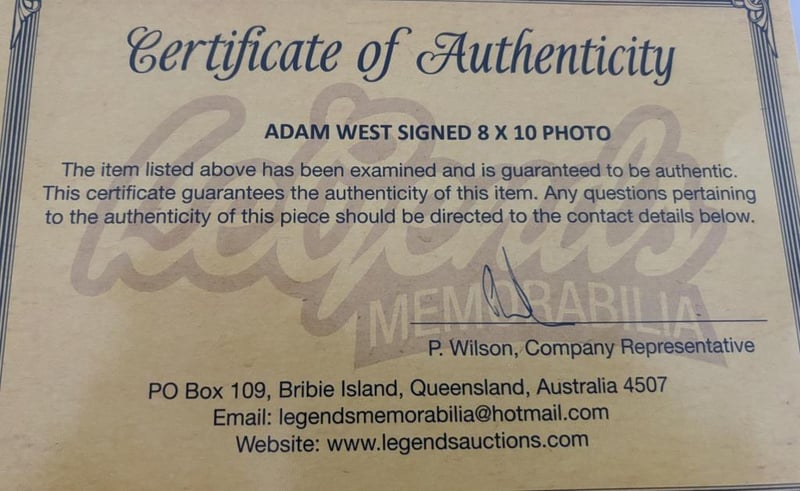 Certificate of Authenticity
ADAM WEST SIGNED 8 X 10 PHOTO
The item listed above has been examined and is guaranteed to be authentic.
This certificate guarantees the authenticity of this item. Any questions pertaining
to the authenticity of this piece should be directed to the contact details below.
Legends
MEMORABILIA
P. Wilson, Company Representative
PO Box 109, Bribie Island, Queensland, Australia 4507
Email: legendsmemorabilia@hotmail.com
Website: www.legendsauctions.com